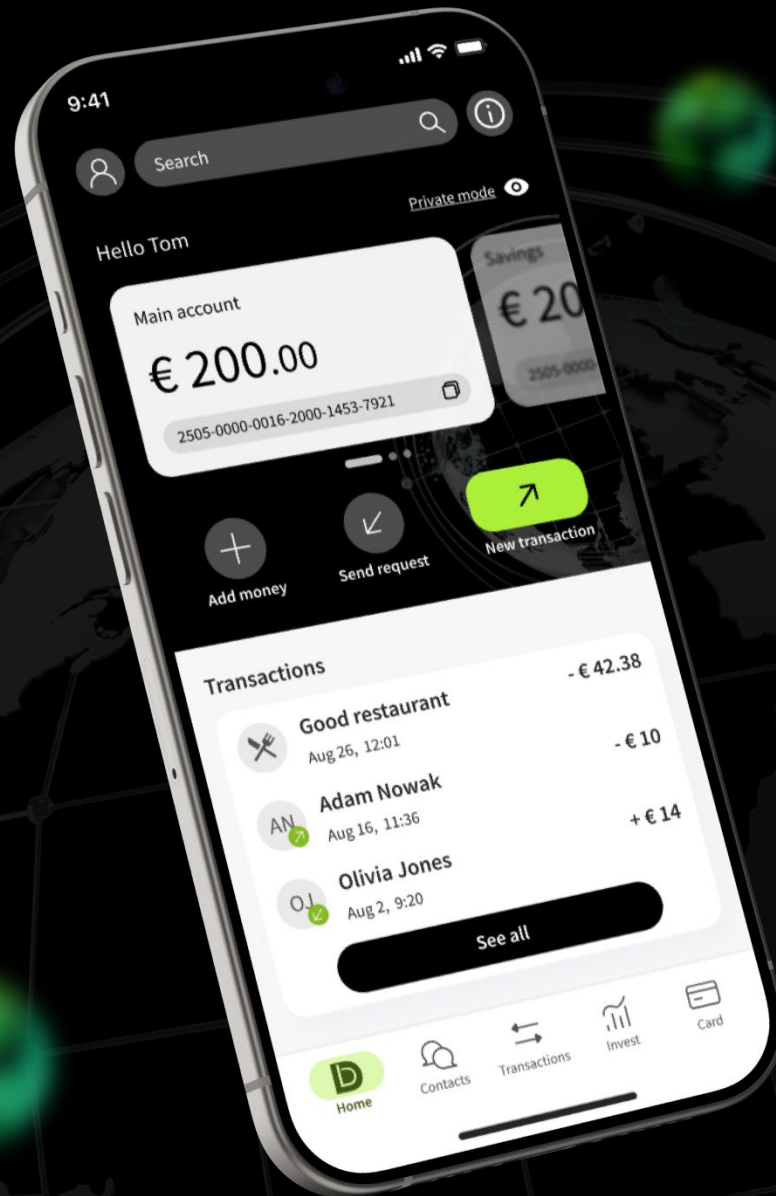 9:41
Search
Private mode
Hello Tom
Main account
€ 200.00
2505-0000-0016-2000-1453-7921
Savings
€ 20
2505-0000-
Add money
Send request
New transaction
Transactions
Good restaurant
- € 42.38
Aug 26, 12:01
AN
Adam Nowak
- € 10
Aug 16, 11:36
OJ
Olivia Jones
+ € 14
Aug 2, 9:20
See all
Home
Contacts
Transactions
Invest
Card